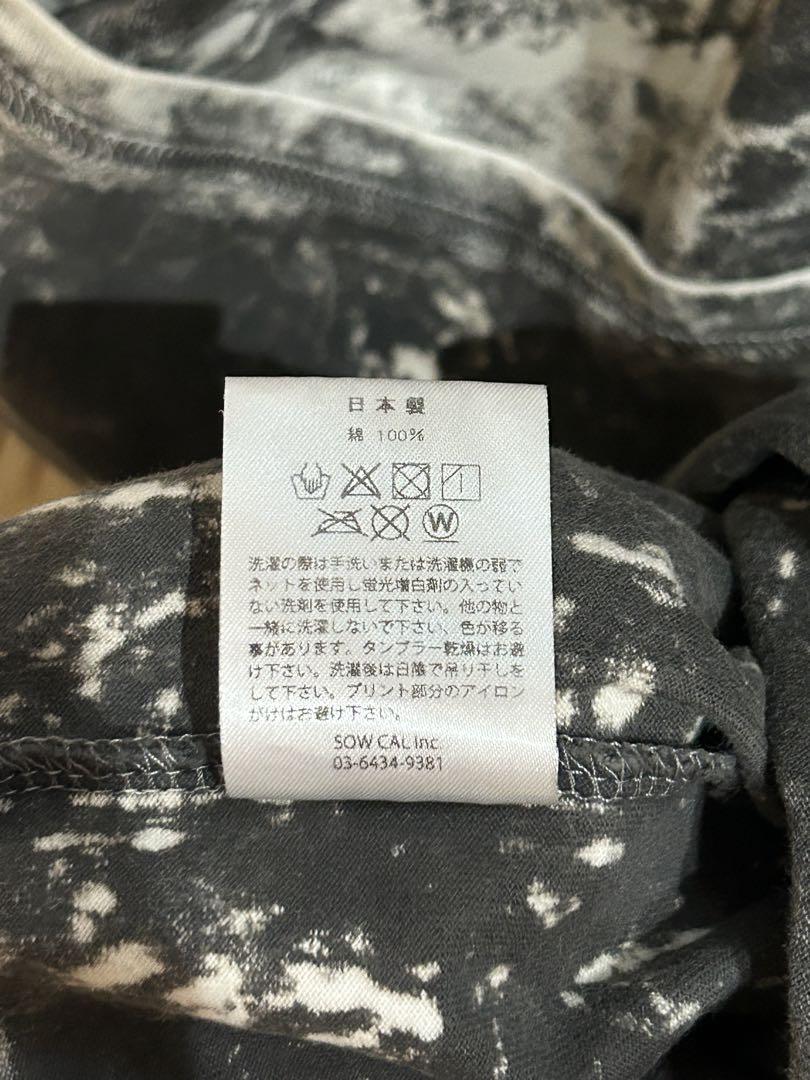 日本製
綿 100%
W
洗濯の際は手洗いまたは洗濯機の弱で
ネットを使用し蛍光増白剤の入ってい
ない洗剤を使用して下さい。他の物と
一緒に洗濯しないで下さい、色が移る
事があります。タンブラー乾燥はお避
け下さい。洗濯後は日陰で吊り干しを
して下さい。プリント部分のアイロン
がけはお避け下さい。
SOW CAL Inc.
03-6434-9381